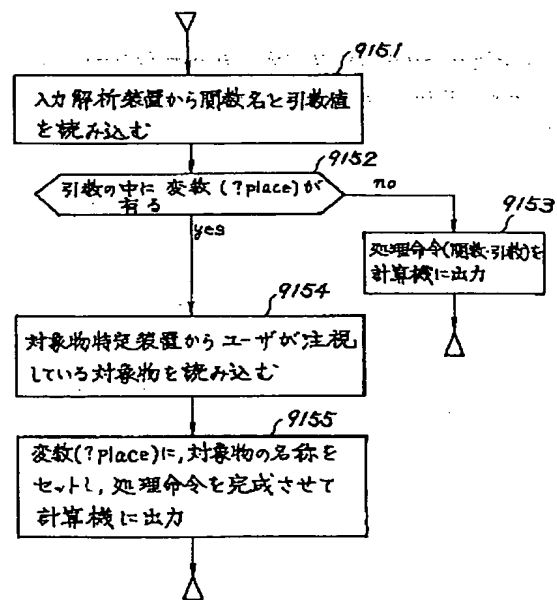 9151
入力解析装置から関数名と引数値
を読み込む
9152
引数の中に変数(?place)が
有る
no
yes
9153
処理命令(関数・引数)を
計算機に出力
9154
対象物特定装置からユーザが注視
している対象物を読み込む
9155
変数(?place)に,対象物の名称を
セットし,処理命令を完成させて
計算機に出力